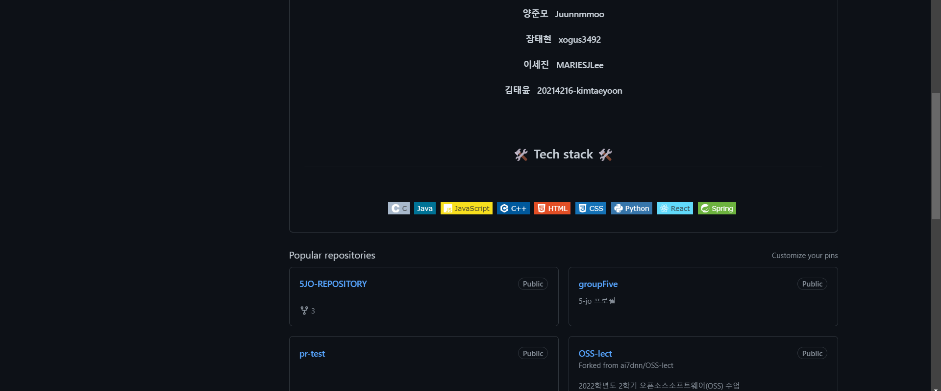 양준모 Juunnmmoo
잠태현 xogus3492
이세진 MARIESJLee
김태윤 20214216-kimtaeyoon
Tech stack
C Java JavaScript C++ HTML CSS Python React Spring
Popular repositories Customize your pins
5JO-REPOSITORY Public
3
groupFive Public
5-jo
pr-test Public
OSS-lect Public
Forked from ai7dnn/OSS-lect
2022학년도 2학기 오픈소스소프트웨어(OSS) 수업